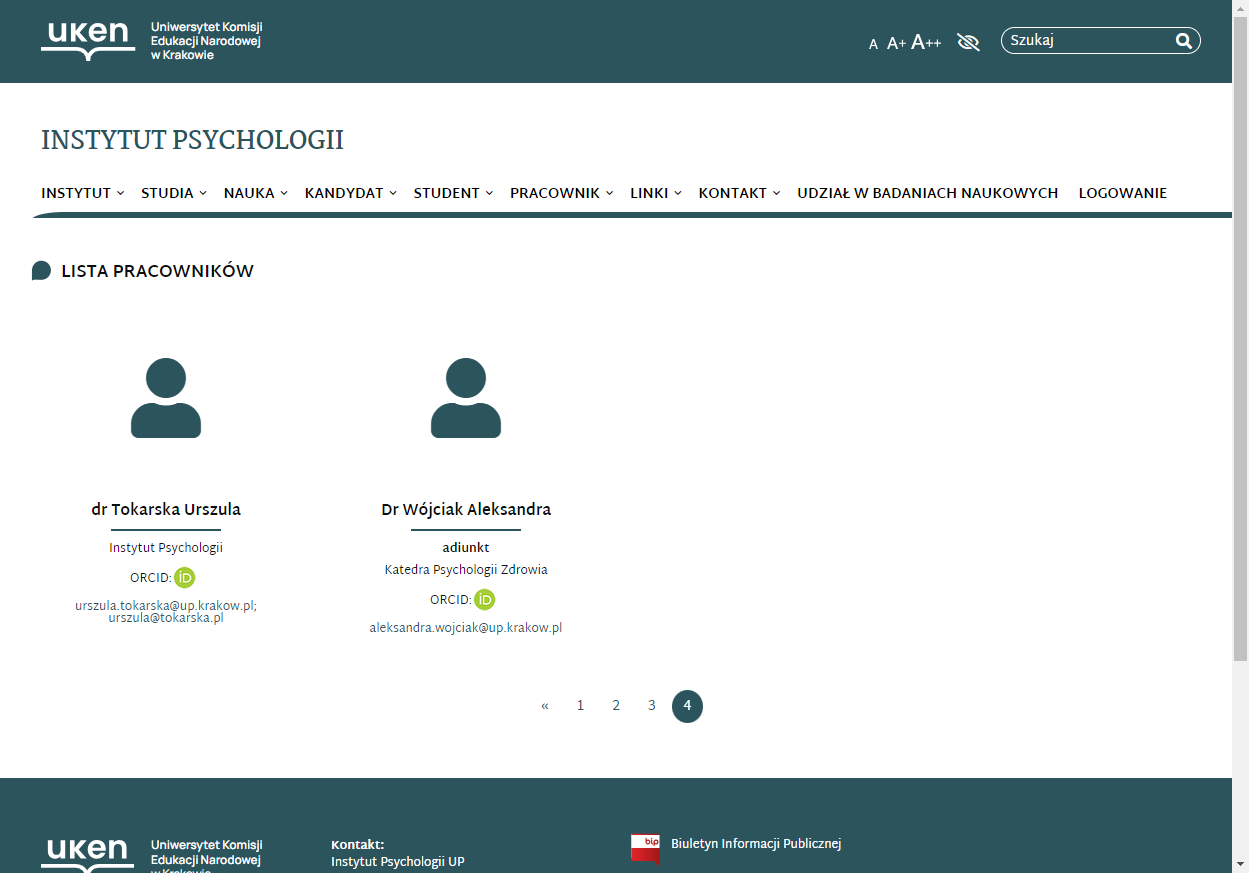 uken
Uniwersytet Komisji
Edukacji Narodowej
w Krakowie
A A+ A++
Szukaj
INSTYTUT PSYCHOLOGII
INSTYTUT STUDIA NAUKA KANDYDAT STUDENT PRACOWNIK LINKI KONTAKT UDZIAŁ W BADANIACH NAUKOWYCH LOGOWANIE
LISTA PRACOWNIKÓW
dr Tokarska Urszula
Instytut Psychologii
ORCID: iD
urszula.tokarska@up.krakow.pl;
urszula@tokarska.pl
Dr Wójciak Aleksandra
adiunkt
Katedra Psychologii Zdrowia
ORCID: iD
aleksandra.wojciak@up.krakow.pl
« 1 2 3 4
uken
Uniwersytet Komisji
Edukacji Narodowej
w Krakowie
Kontakt:
Instytut Psychologii UP
bip
Biuletyn Informacji Publicznej